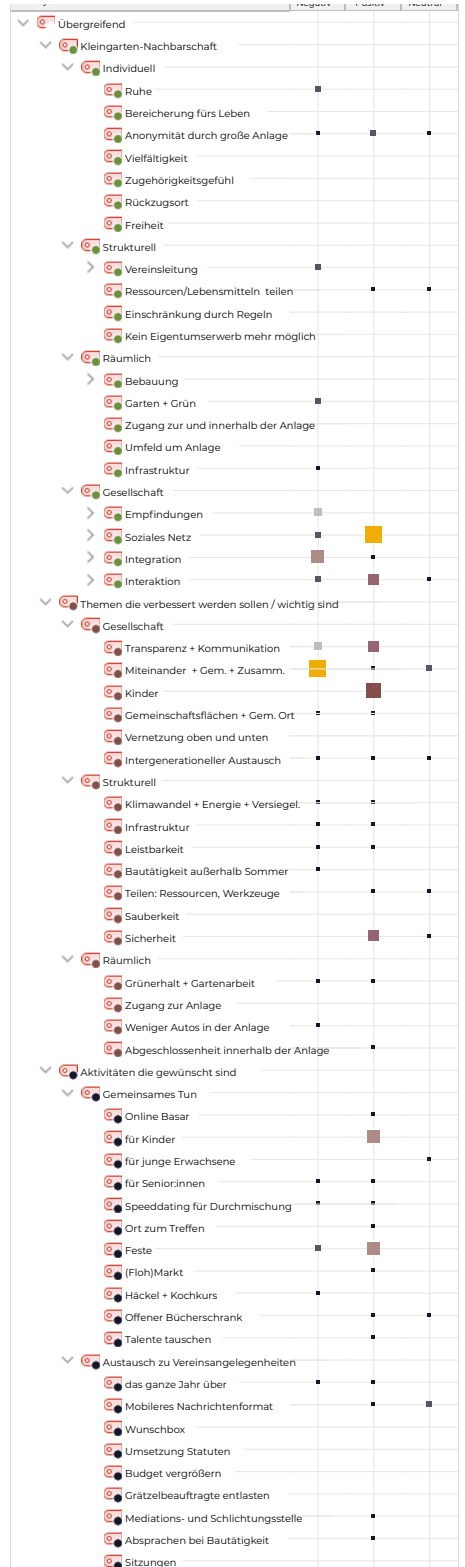 Negativ Positiv Neutral
Übergreifend
Kleingarten-Nachbarschaft
Individuell
Ruhe
Bereicherung fürs Leben
Anonymität durch große Anlage
Vielfältigkeit
Zugehörigkeitsgefühl
Rückzugsort
Freiheit
Strukturell
Vereinsleitung
Ressourcen/Lebensmitteln teilen
Einschränkung durch Regeln
Kein Eigentumserwerb mehr möglich
Räumlich
Bebauung
Garten + Grün
Zugang zur und innerhalb der Anlage
Umfeld um Anlage
Infrastruktur
Gesellschaft
Empfindungen
Soziales Netz
Integration
Interaktion
Themen die verbessert werden sollen / wichtig sind
Gesellschaft
Transparenz + Kommunikation
Miteinander + Gem. + Zusamm.
Kinder
Gemeinschaftsflächen + Gem. Ort
Vernetzung oben und unten
Intergenerationeller Austausch
Strukturell
Klimawandel + Energie + Versiegel.
Infrastruktur
Leistbarkeit
Bautätigkeit außerhalb Sommer
Teilen: Ressourcen, Werkzeuge
Sauberkeit
Sicherheit
Räumlich
Grünerhalt + Gartenarbeit
Zugang zur Anlage
Weniger Autos in der Anlage
Abgeschlossenheit innerhalb der Anlage
Aktivitäten die gewünscht sind
Gemeinsames Tun
Online Basar
für Kinder
für junge Erwachsene
für Senior:innen
Speeddating für Durchmischung
Ort zum Treffen
Feste
(Floh)Markt
Häckel + Kochkurs
Offener Bücherschrank
Talente tauschen
Austausch zu Vereinsangelegenheiten
das ganze Jahr über
Mobileres Nachrichtenformat
Wunschbox
Umsetzung Statuten
Budget vergrößern
Grätzelbeauftragte entlasten
Mediations- und Schlichtungsstelle
Absprachen bei Bautätigkeit
Sitzungen